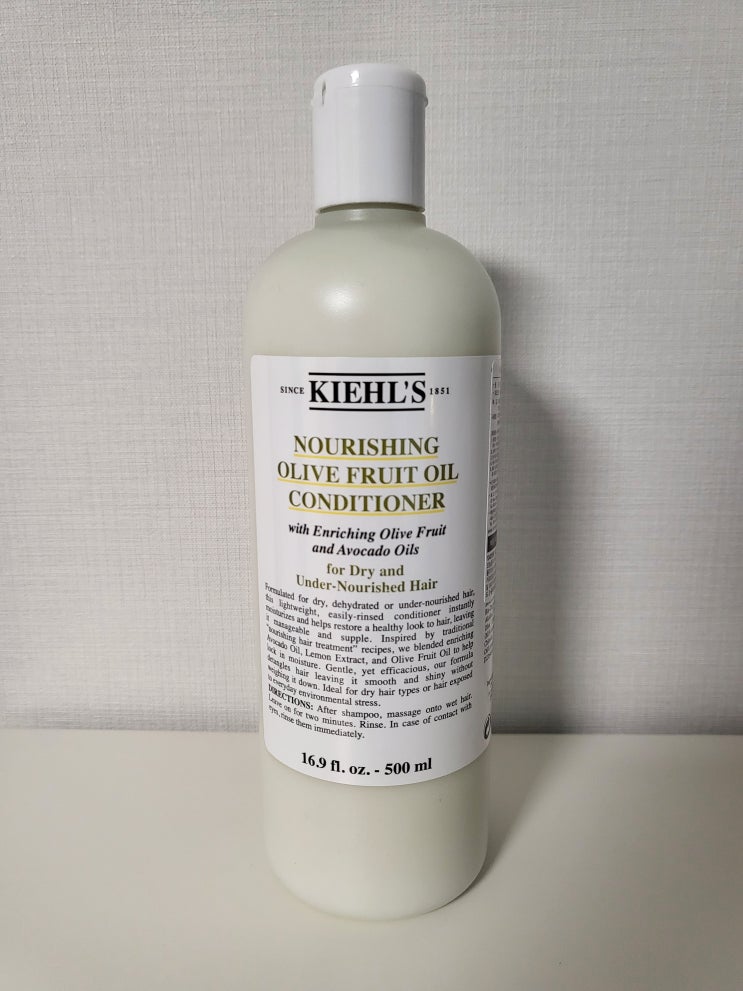 SINCE KIEHL'S 1851
NOURISHING
OLIVE FRUIT OIL
CONDITIONER
with Enriching Olive Fruit
and Avocado Oils
for Dry and
Under-Nourished Hair
Formulated for dry, dehydrated or under-nourished hair,
this lightweight, easily-rinsed conditioner instantly
moisturizes and helps restore a healthy look to hair, leaving
it manageable and supple. Inspired by traditional
"nourishing hair treatment" recipes, we blended enriching
Avocado Oil, Lemon Extract, and Olive Fruit Oil to help
lock in moisture. Gentle, yet efficacious, our formula
detangles hair leaving it smooth and shiny without
weighing it down. Ideal for dry hair types or hair exposed
to everyday environmental stress.
DIRECTIONS: After shampoo, massage onto wet hair.
Leave on for two minutes. Rinse. In case of contact with
eyes, rinse them immediately.
16.9 fl. oz. - 500 ml